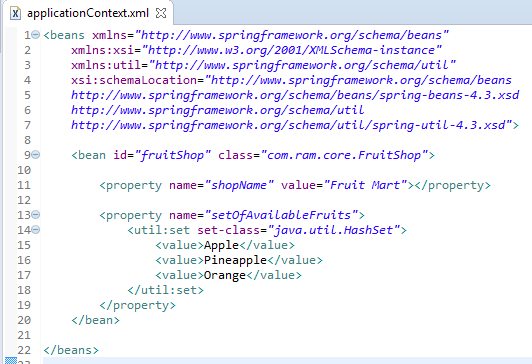 applicationContext.xml
1 <beans xmlns="http://www.springframework.org/schema/beans"
2 xmlns:xsi="http://www.w3.org/2001/XMLSchema-instance"
3 xmlns:util="http://www.springframework.org/schema/util"
4 xsi:schemaLocation="http://www.springframework.org/schema/beans
5 http://www.springframework.org/schema/beans/spring-beans-4.3.xsd
6 http://www.springframework.org/schema/util
7 http://www.springframework.org/schema/util/spring-util-4.3.xsd">
8
9 <bean id="fruitShop" class="com.ram.core.FruitShop">
10
11 <property name="shopName" value="Fruit Mart"></property>
12
13 <property name="setOfAvailableFruits">
14 <util:set set-class="java.util.HashSet">
15 <value>Apple</value>
16 <value>Pineapple</value>
17 <value>Orange</value>
18 </util:set>
19 </property>
20 </bean>
21
22 </beans>
23